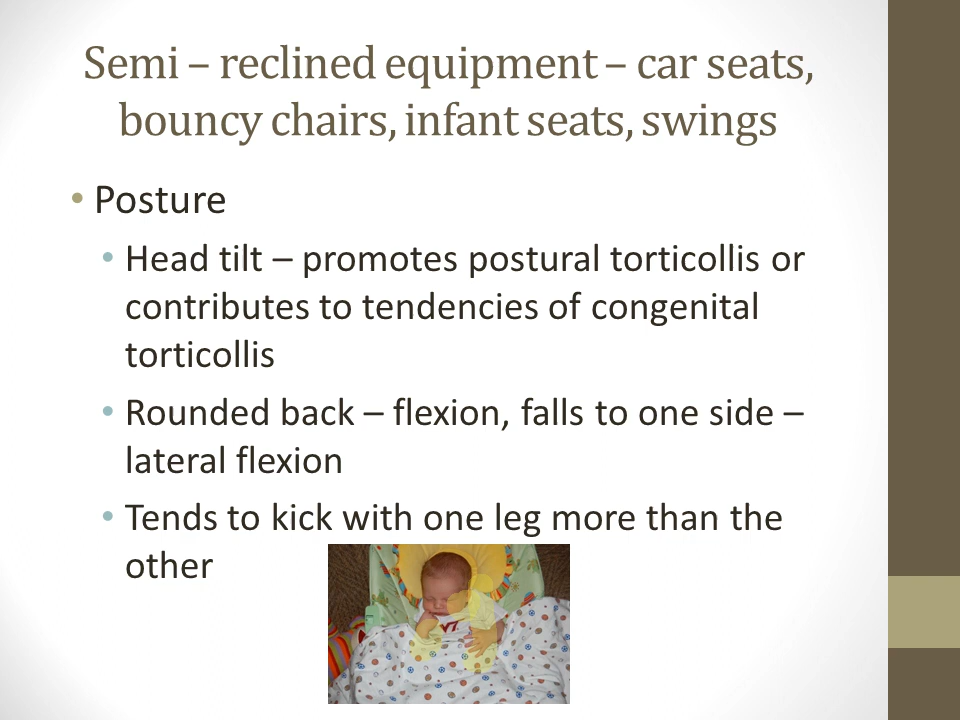 Semi – reclined equipment – car seats,
bouncy chairs, infant seats, swings
• Posture
• Head tilt – promotes postural torticollis or
contributes to tendencies of congenital
torticollis
• Rounded back – flexion, falls to one side –
lateral flexion
• Tends to kick with one leg more than the
other